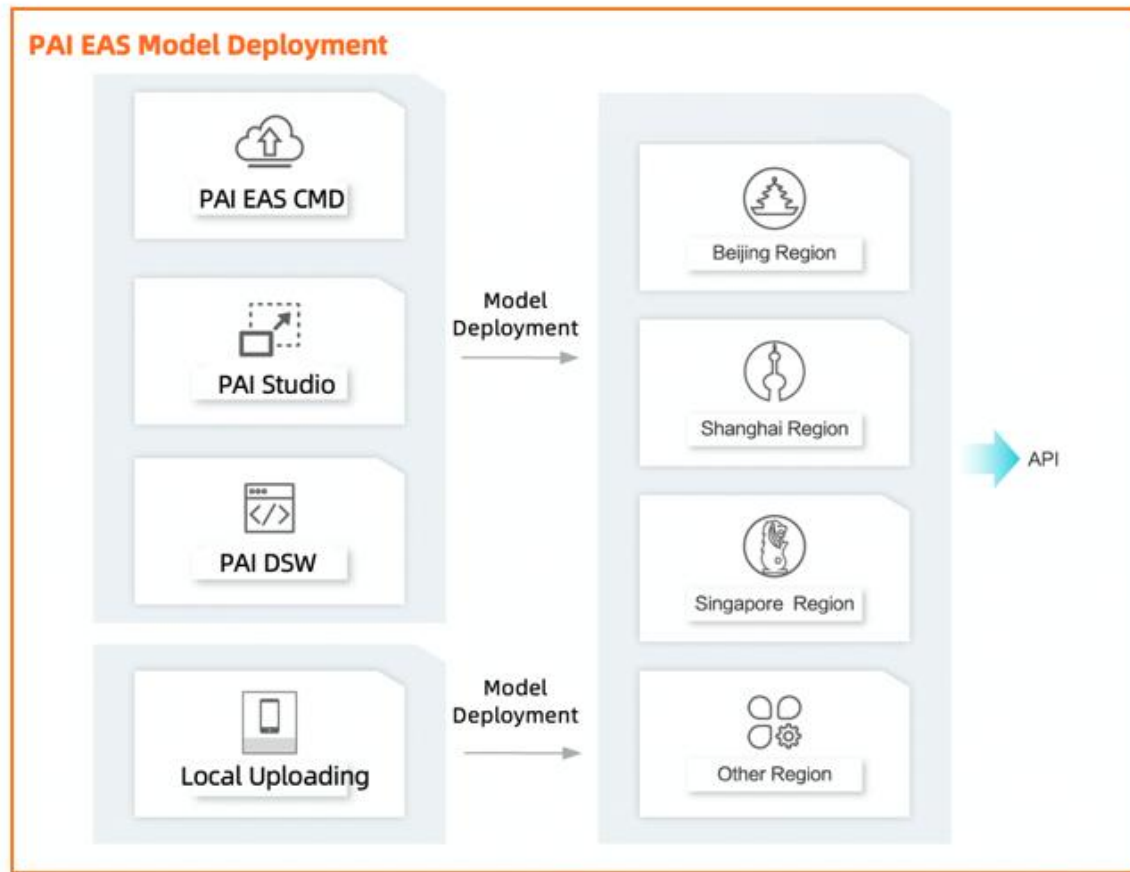 PAI EAS Model Deployment
PAI EAS CMD
PAI Studio
PAI DSW
Local Uploading
Model
Deployment
Model
Deployment
Beijing Region
Shanghai Region
Singapore Region
Other Region
API